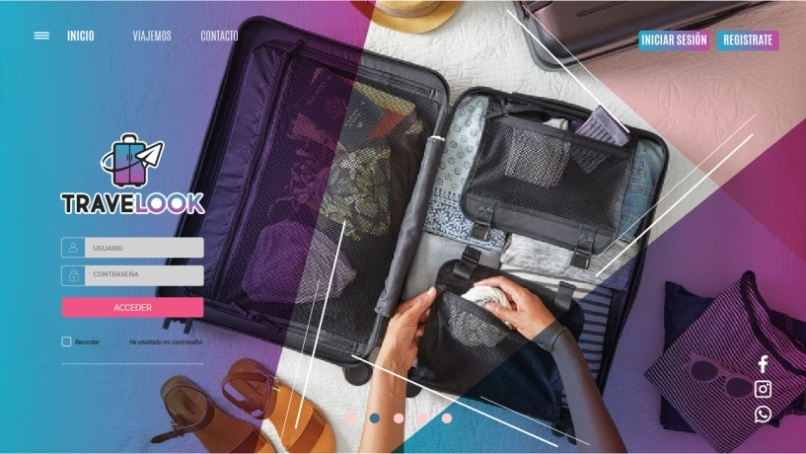 INICIO
VIAJEMOS
CONTACTO
INICIAR SESIÓN
REGISTRATE
TRAVELOOK
USUARIO
CONTRASEÑA
ACCEDER
Recordar
He olvidado mi contraseña